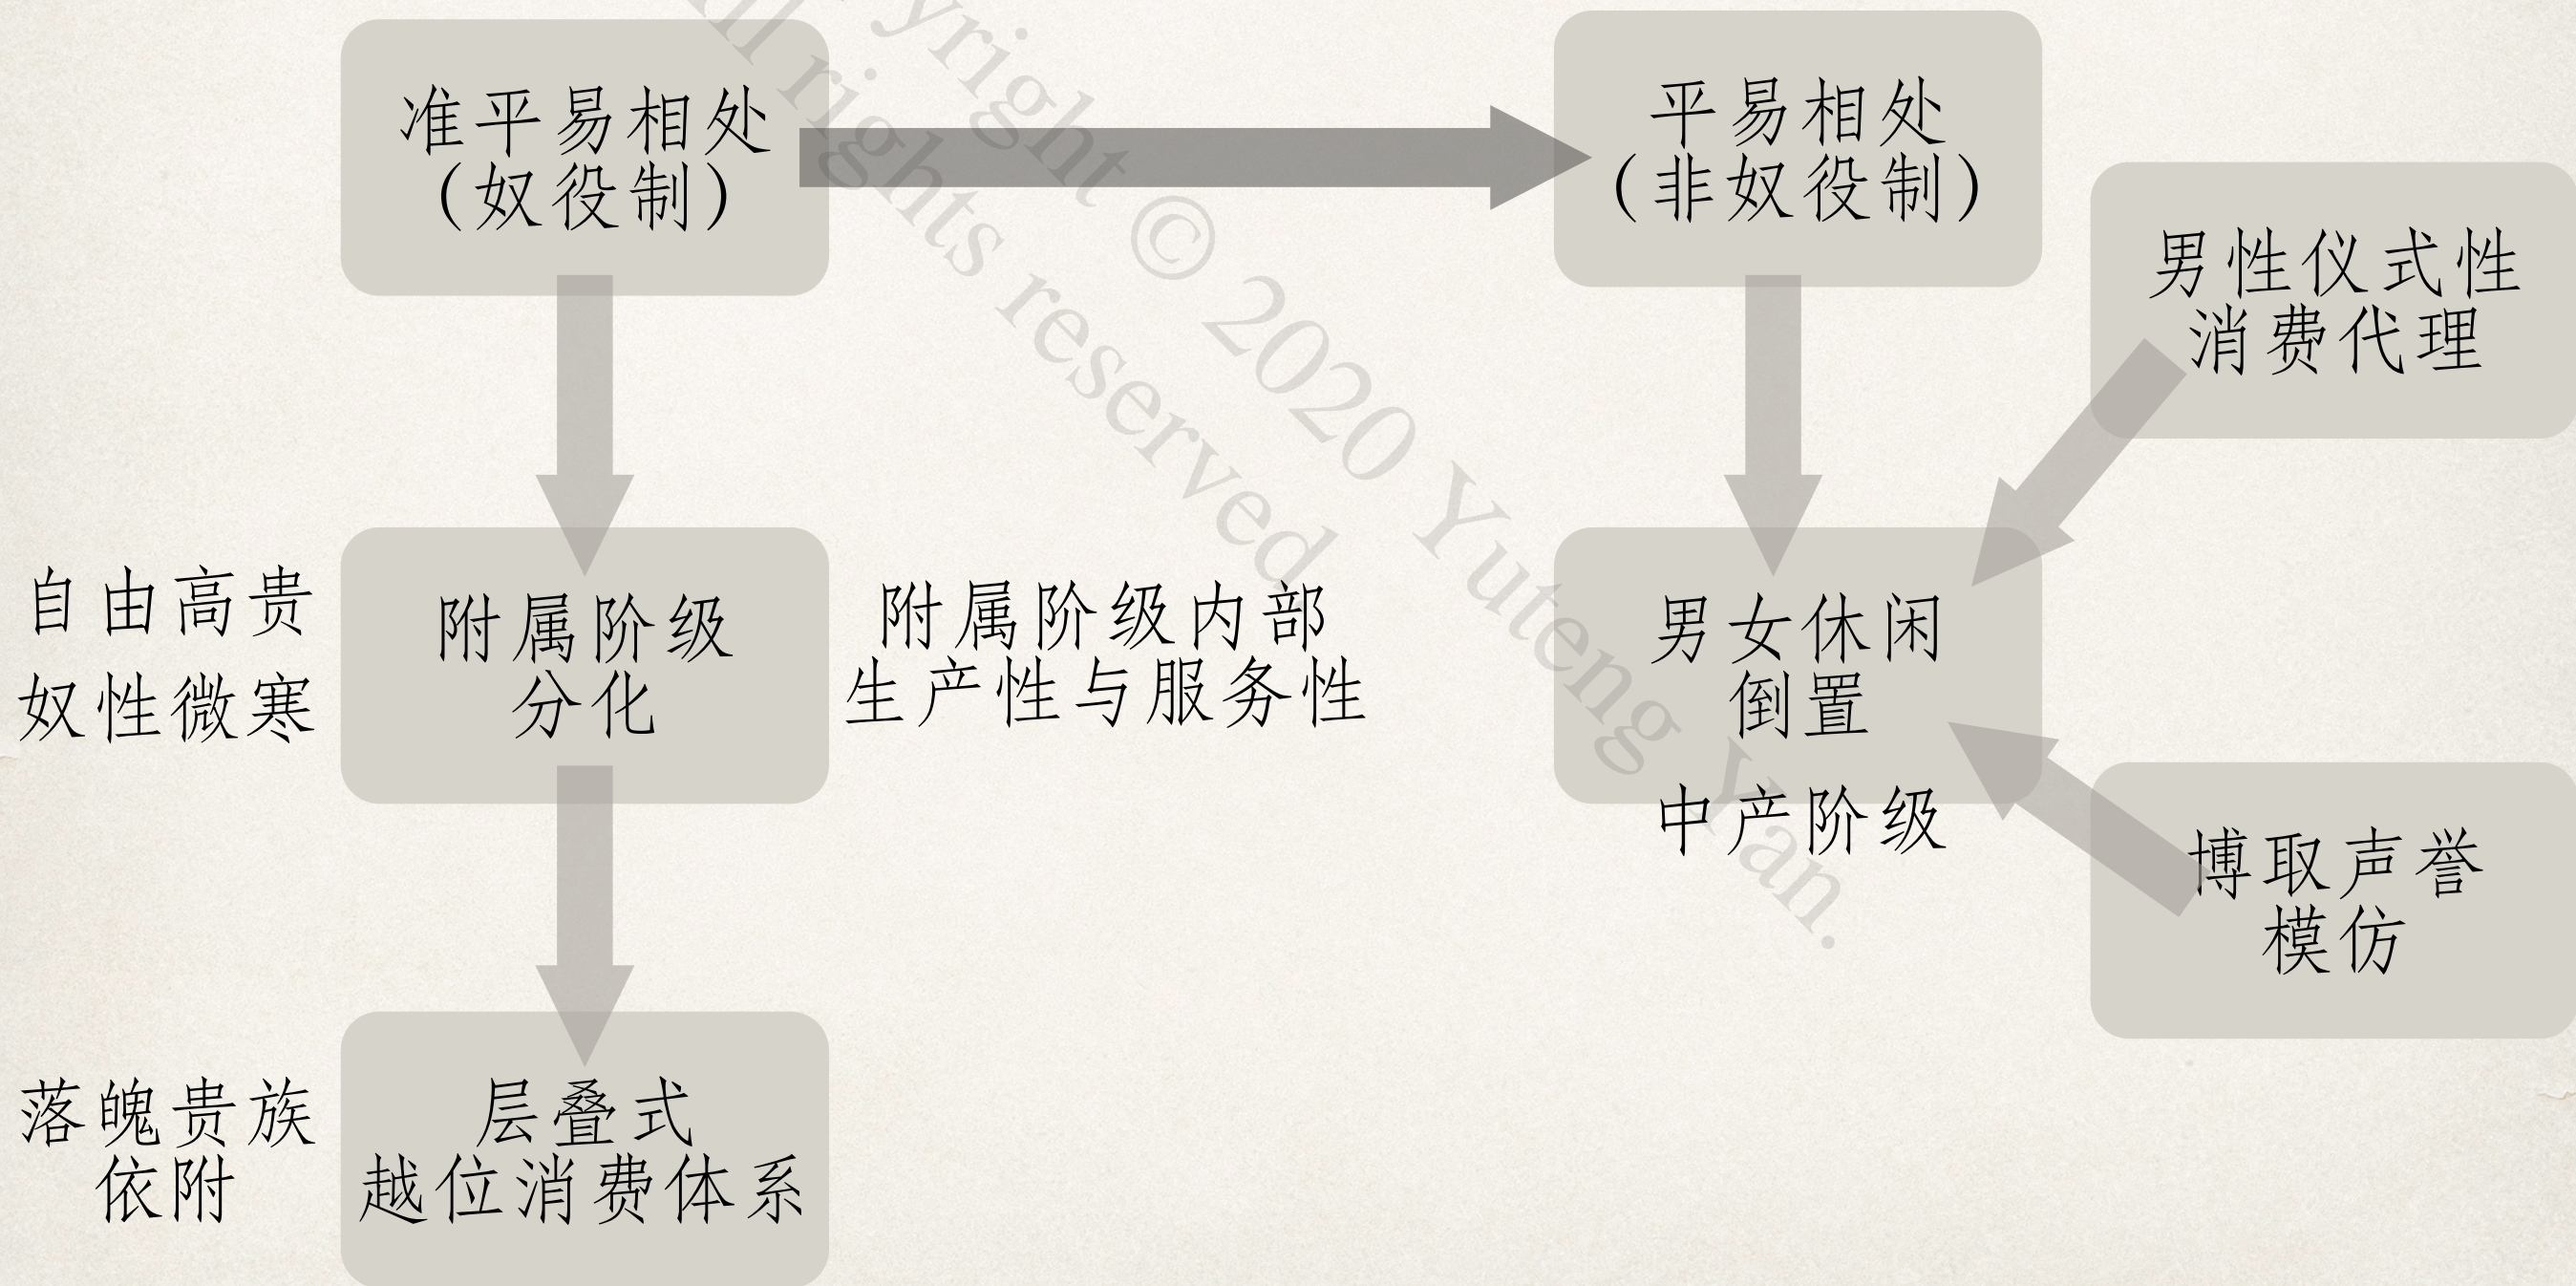 准平易相处
（奴役制）
平易相处
（非奴役制）
男性仪式性
消费代理
自由高贵
奴性微寒
附属阶级
分化
附属阶级内部
生产性与服务性
男女休闲
倒置
中产阶级
博取声誉
模仿
落魄贵族
依附
层叠式
越位消费体系
yright © 2020 Yuteng Yan.
ll rights reserved